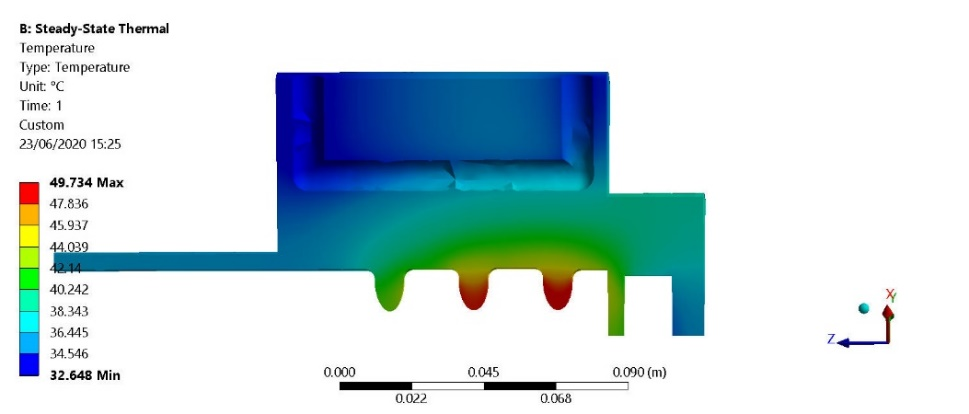 B: Steady-State Thermal
Temperature
Type: Temperature
Unit: °C
Time: 1
Custom
23/06/2020 15:25
49.734 Max
47.836
45.937
44.039
42.14
40.242
38.343
36.445
34.546
32.648 Min
0.000 0.045 0.090 (m)
0.022 0.068
X
Y
Z